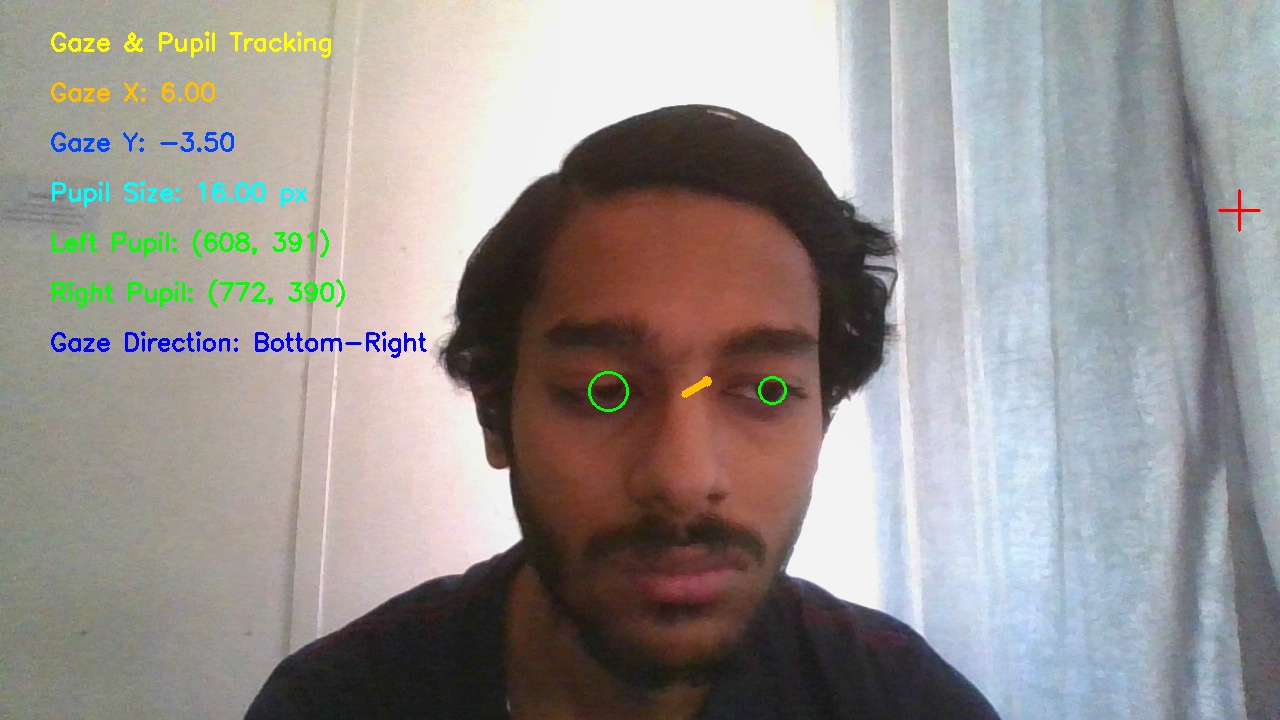 Gaze & Pupil Tracking
Gaze X: 6.00
Gaze Y: -3.50
Pupil Size: 16.00 px
Left Pupil: (608, 391)
Right Pupil: (772, 390)
Gaze Direction: Bottom-Right